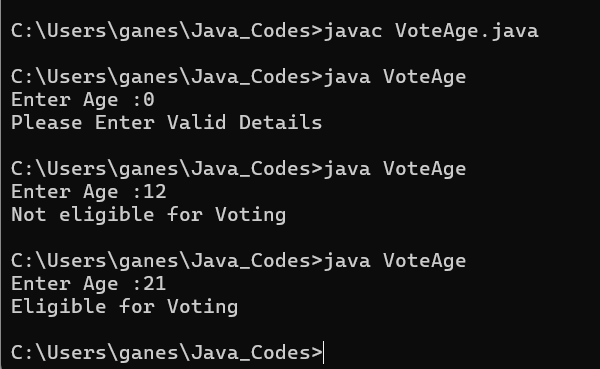 C:\Users\ganes\Java_Codes>javac VoteAge.java
C:\Users\ganes\Java_Codes>java VoteAge
Enter Age :0
Please Enter Valid Details
C:\Users\ganes\Java_Codes>java VoteAge
Enter Age :12
Not eligible for Voting
C:\Users\ganes\Java_Codes>java VoteAge
Enter Age :21
Eligible for Voting
C:\Users\ganes\Java_Codes>